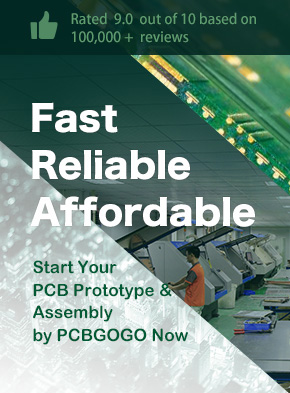 Rated 9.0 out of 10 based on
100,000 + reviews
Fast
Reliable
Affordable
Start Your
PCB Prototype &
Assembly
by PCBGOGO Now